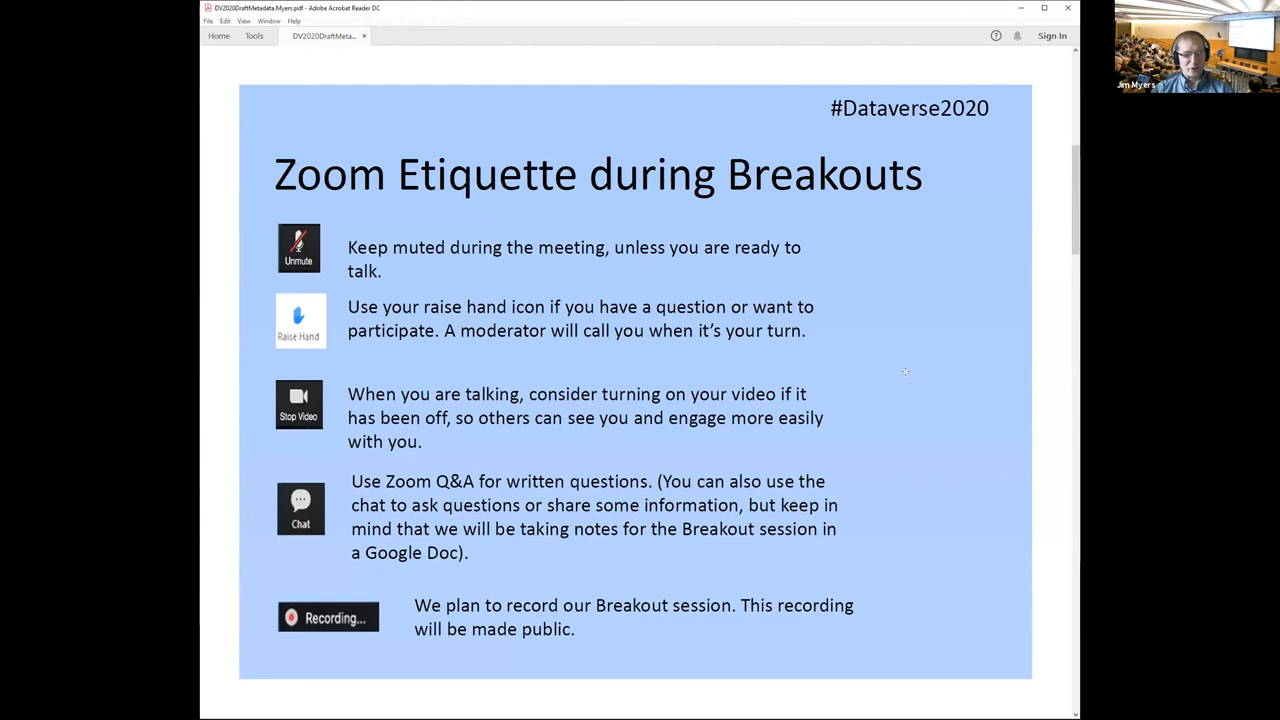 DV2020DraftMetadata.Myers.pdf - Adobe Acrobat Reader DC
File Edit View Window Help
Home Tools DV2020DraftMeta... × Sign In
Jim Myers
#Dataverse2020
Zoom Etiquette during Breakouts
Unmute
Keep muted during the meeting, unless you are ready to
talk.
Raise Hand
Use your raise hand icon if you have a question or want to
participate. A moderator will call you when it's your turn.
Stop Video
When you are talking, consider turning on your video if it
has been off, so others can see you and engage more easily
with you.
Chat
Use Zoom Q&A for written questions. (You can also use the
chat to ask questions or share some information, but keep in
mind that we will be taking notes for the Breakout session in
a Google Doc).
Recording...
We plan to record our Breakout session. This recording
will be made public.